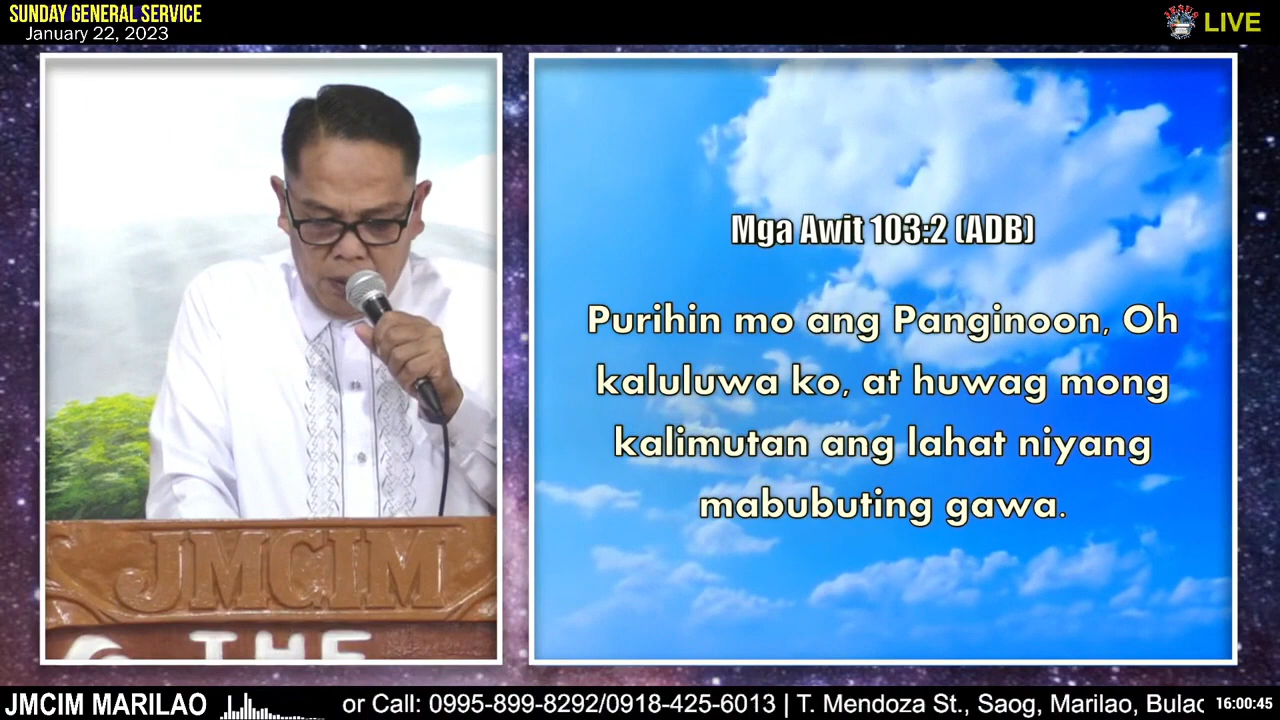 SUNDAY GENERAL SERVICE
January 22, 2023
LIVE
Mga Awit 103:2 (ADB)
Purihin mo ang Panginoon, Oh
kaluluwa ko, at huwag mong
kalimutan ang lahat niyang
mabubuting gawa.
JMCIM
THE
JMCIM MARILAO
or Call: 0995-899-8292/0918-425-6013 | T. Mendoza St., Saog, Marilao, Bulac
16:00:45